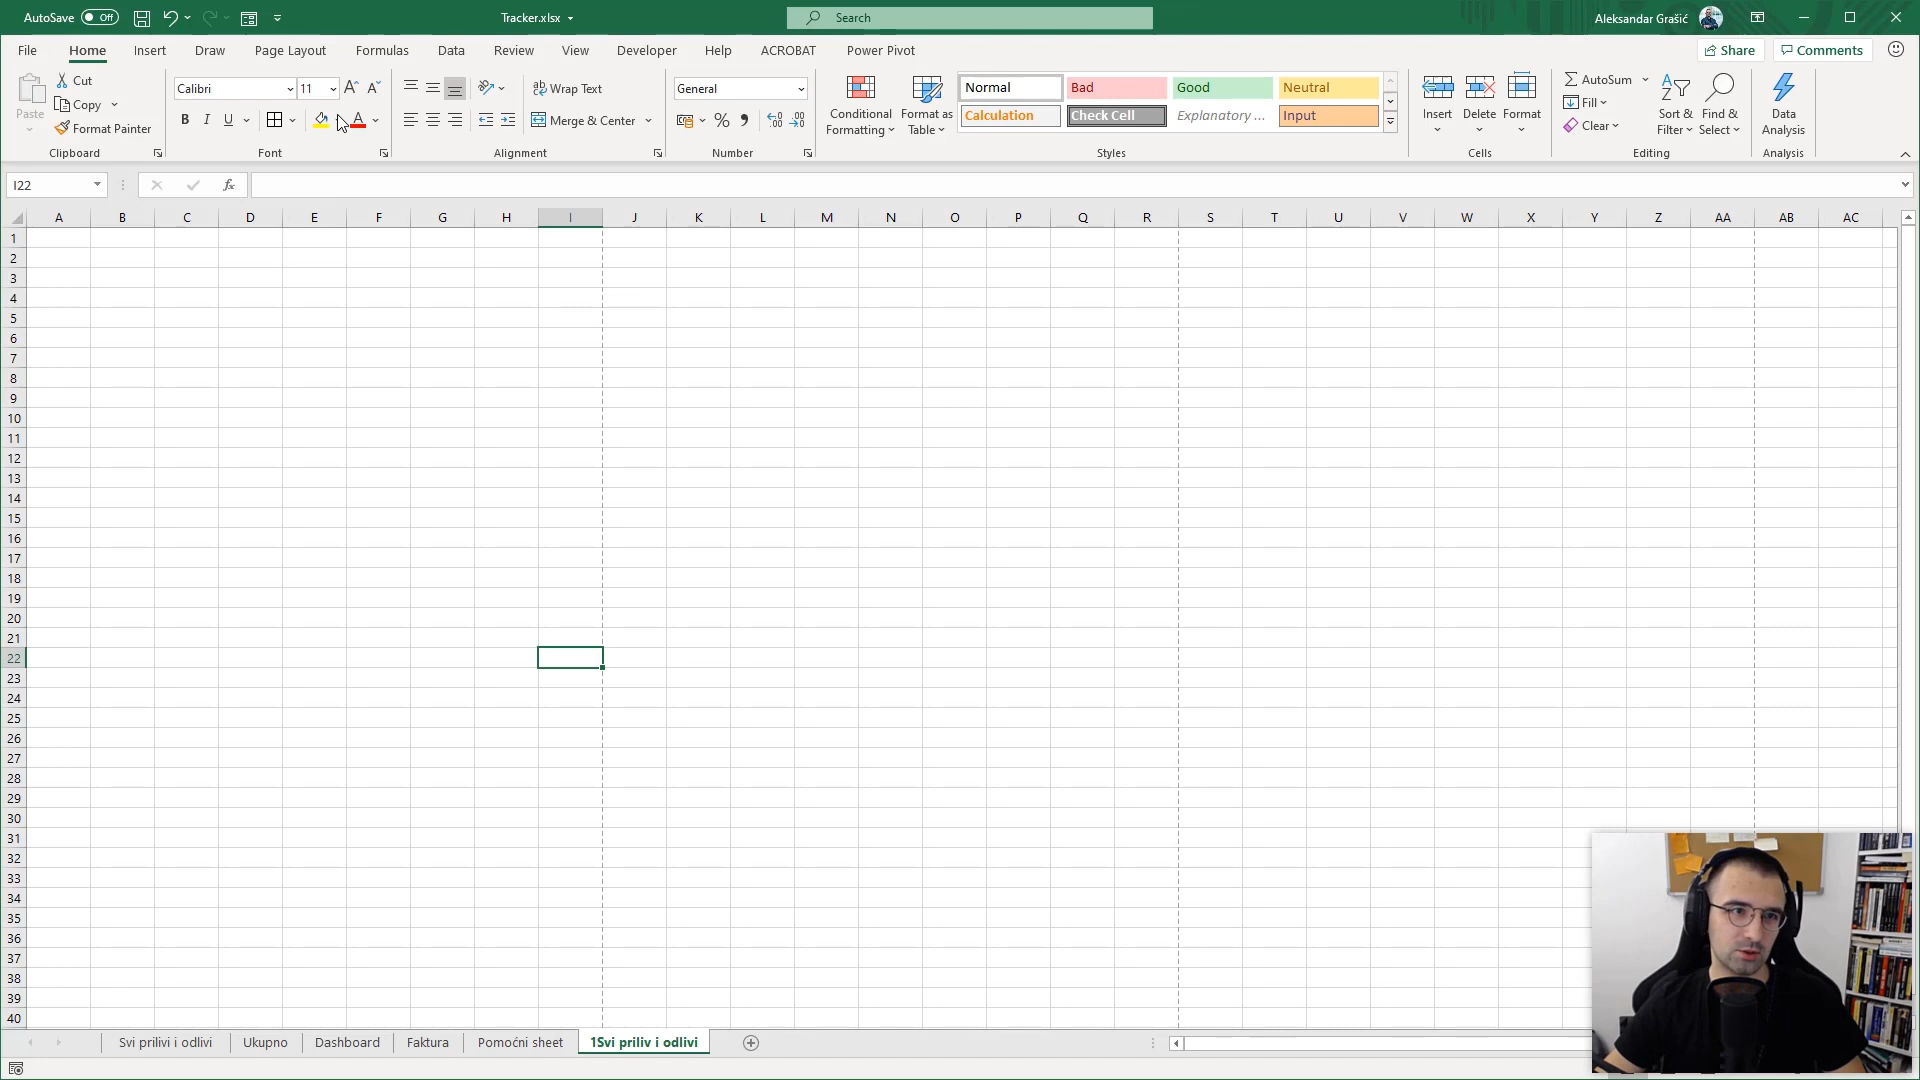 AutoSave Off Tracker.xlsx Search Aleksandar Grašić
File Home Insert Draw Page Layout Formulas Data Review View Developer Help ACROBAT Power Pivot Share Comments
Paste Cut Copy Format Painter Clipboard
Calibri 11 B I U A Font
ab Wrap Text Merge & Center Alignment
General % Number
Conditional Formatting Format as Table
Normal Bad Good Neutral
Calculation Check Cell Explanatory ... Input
Styles
Insert Delete Format Cells
AutoSum Fill Clear Sort & Filter Find & Select Editing
Data Analysis Analysis
I22 fx
A B C D E F G H I J K L M N O P Q R S T U V W X Y Z AA AB AC
1
2
3
4
5
6
7
8
9
10
11
12
13
14
15
16
17
18
19
20
21
22
23
24
25
26
27
28
29
30
31
32
33
34
35
36
37
38
39
40
Svi prilivi i odlivi Ukupno Dashboard Faktura Pomoćni sheet 1Svi priliv i odlivi